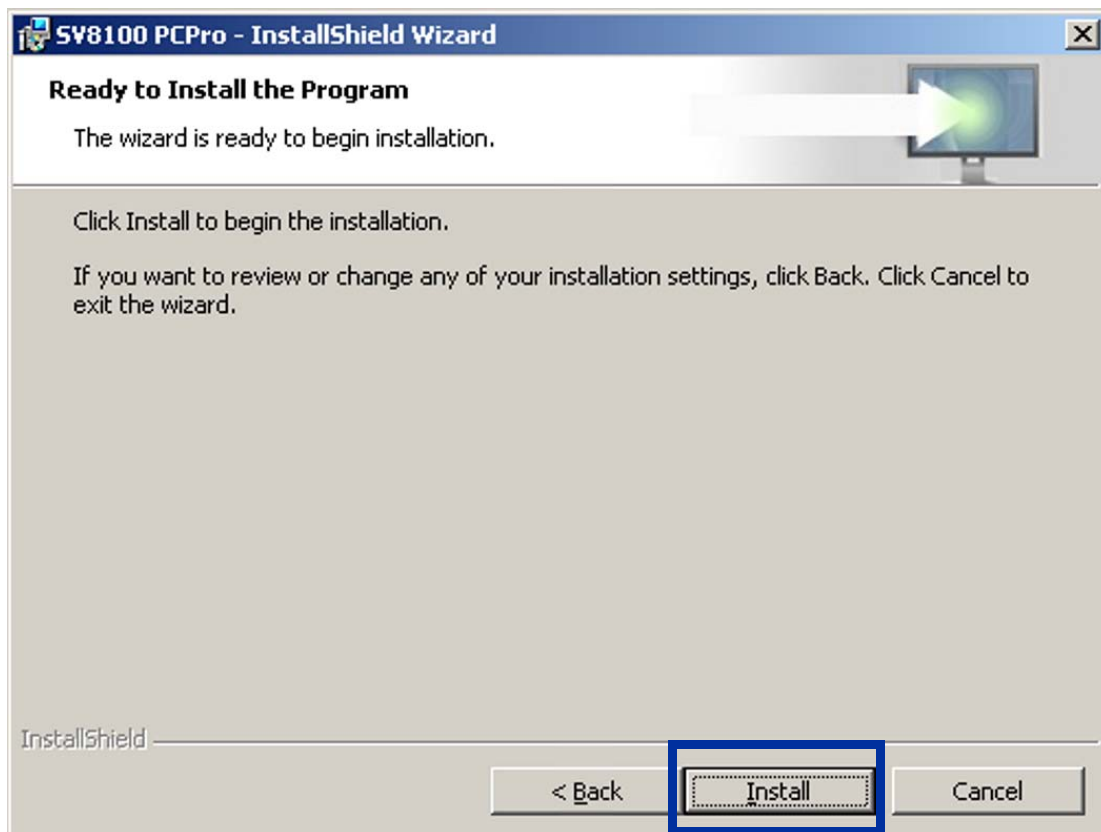 SV8100 PCPro - InstallShield Wizard
Ready to Install the Program
The wizard is ready to begin installation.
Click Install to begin the installation.
If you want to review or change any of your installation settings, click Back. Click Cancel to
exit the wizard.
InstallShield
< Back
Install
Cancel